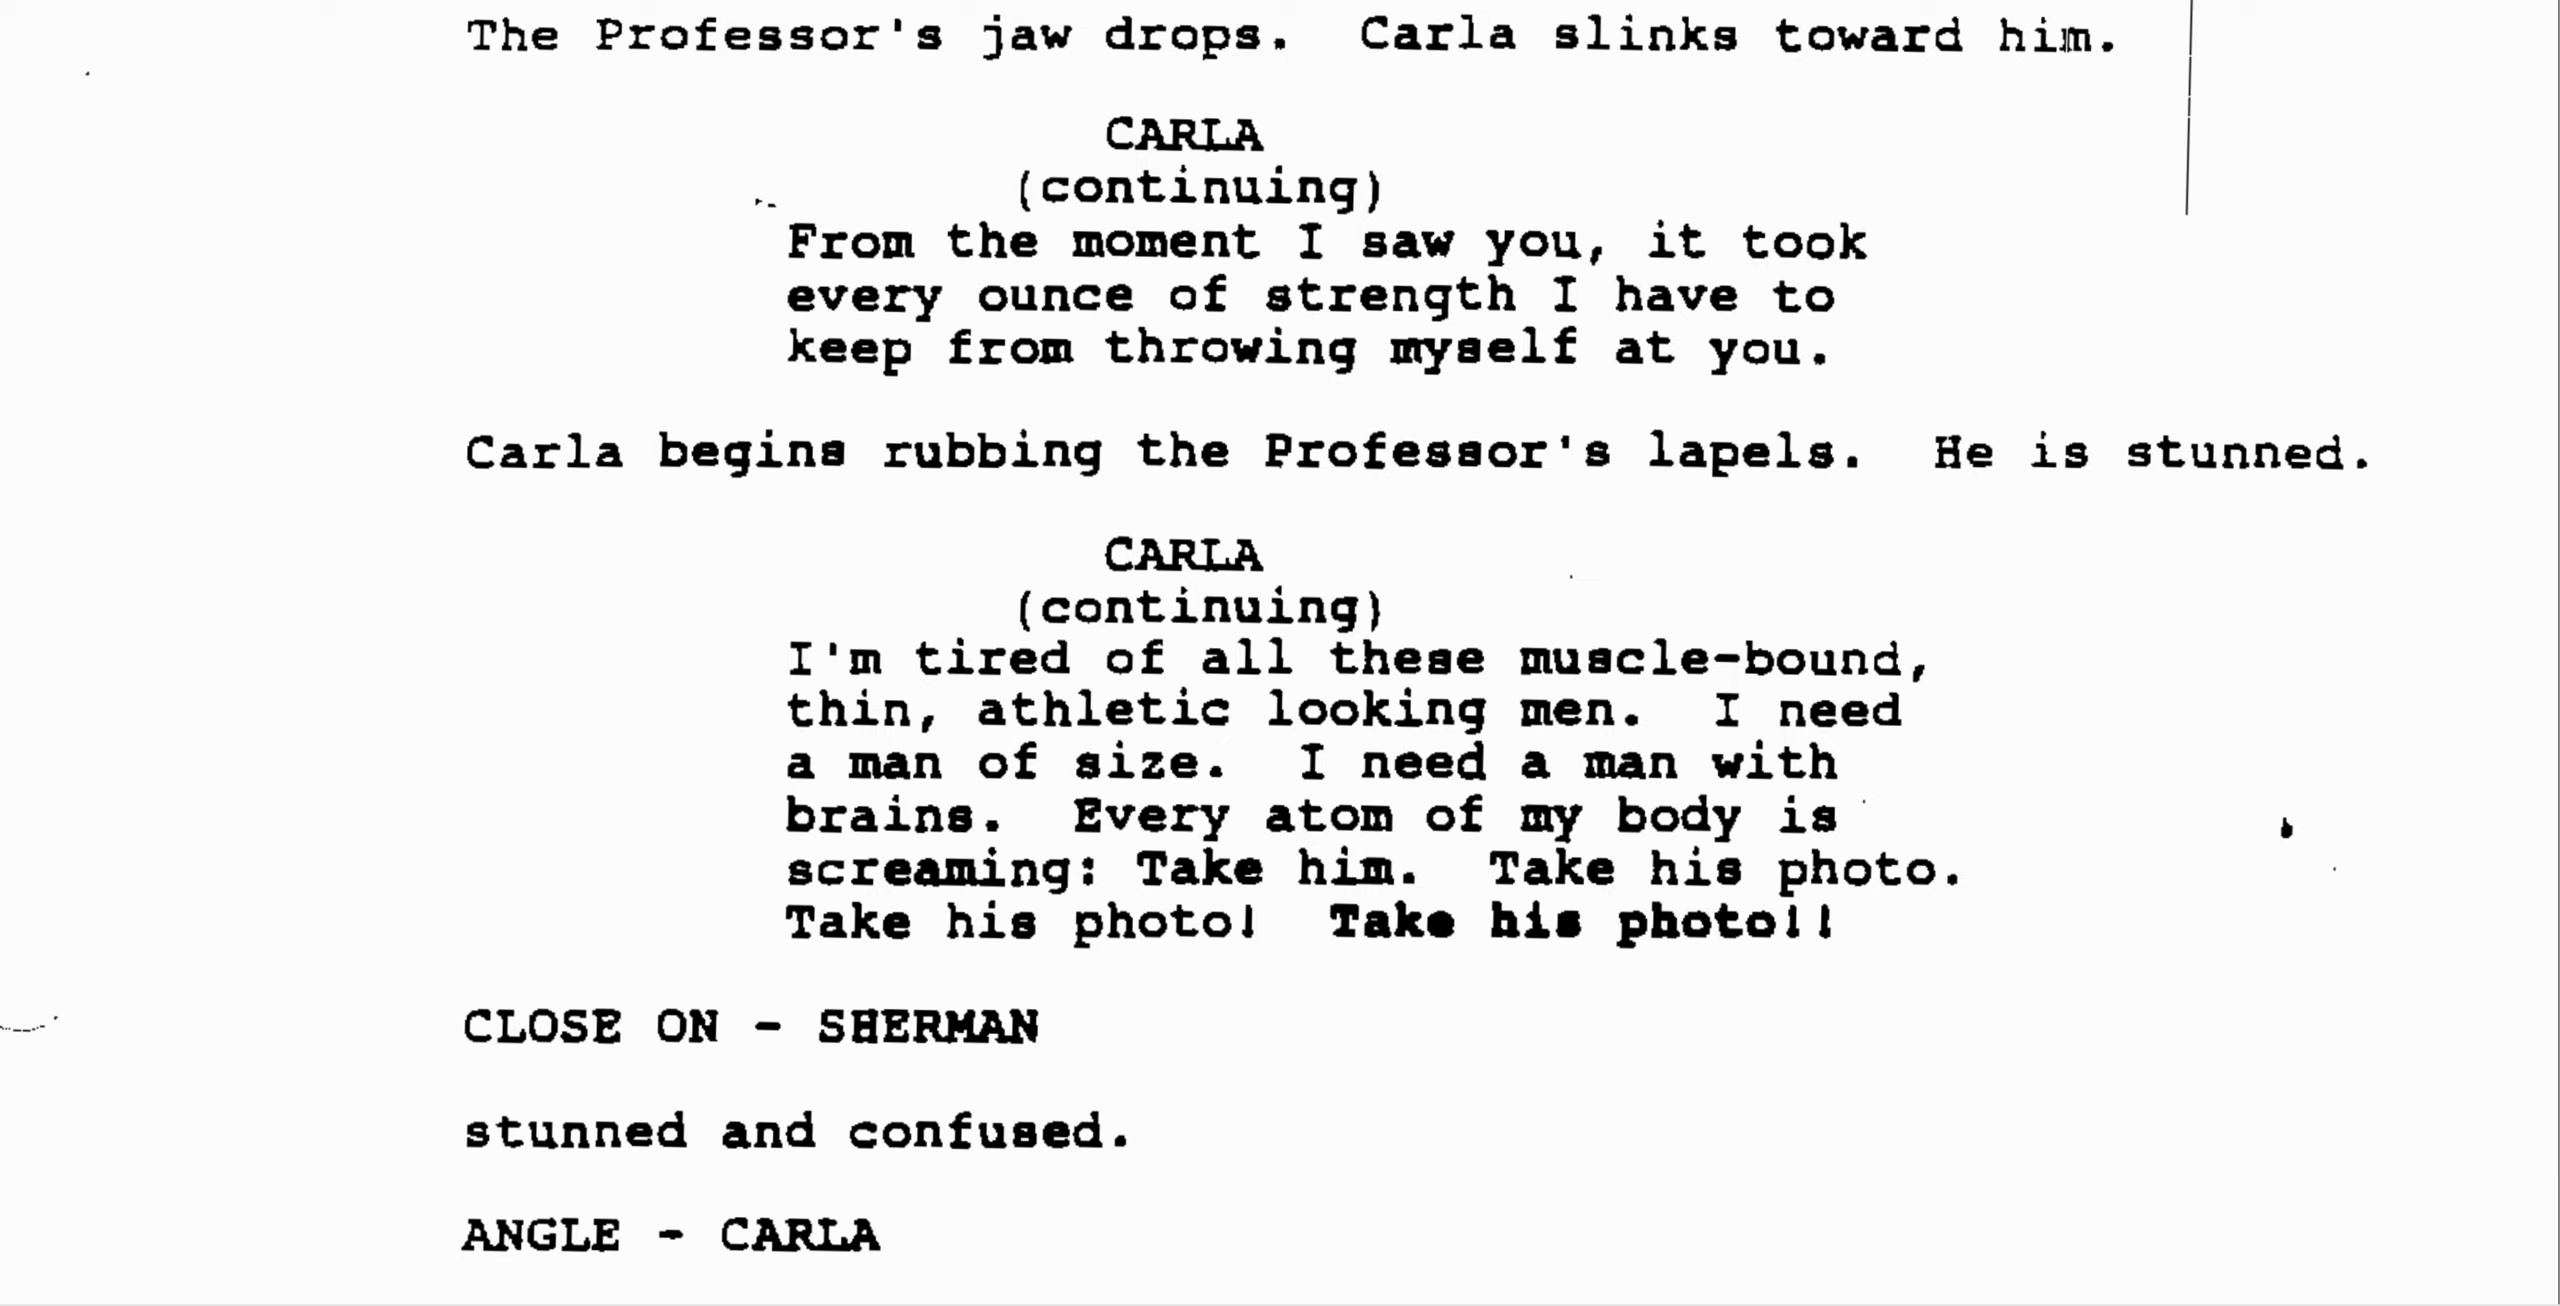 The Professor's jaw drops.  Carla slinks toward him.
CARLA
(continuing)
From the moment I saw you, it took
every ounce of strength I have to
keep from throwing myself at you.
Carla begins rubbing the Professor's lapels.  He is stunned.
CARLA
(continuing)
I'm tired of all these muscle-bound,
thin, athletic looking men.  I need
a man of size.  I need a man with
brains.  Every atom of my body is
screaming: Take him.  Take his photo.
Take his photo!  Take his photo!!
CLOSE ON - SHERMAN
stunned and confused.
ANGLE - CARLA